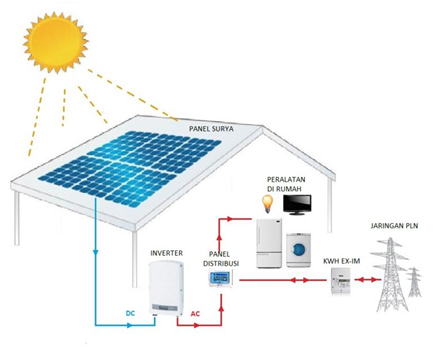 PANEL SURYA
PERALATAN
DI RUMAH
JARINGAN PLN
INVERTER
PANEL
DISTRIBUSI
KWH EX-IM
DC
AC